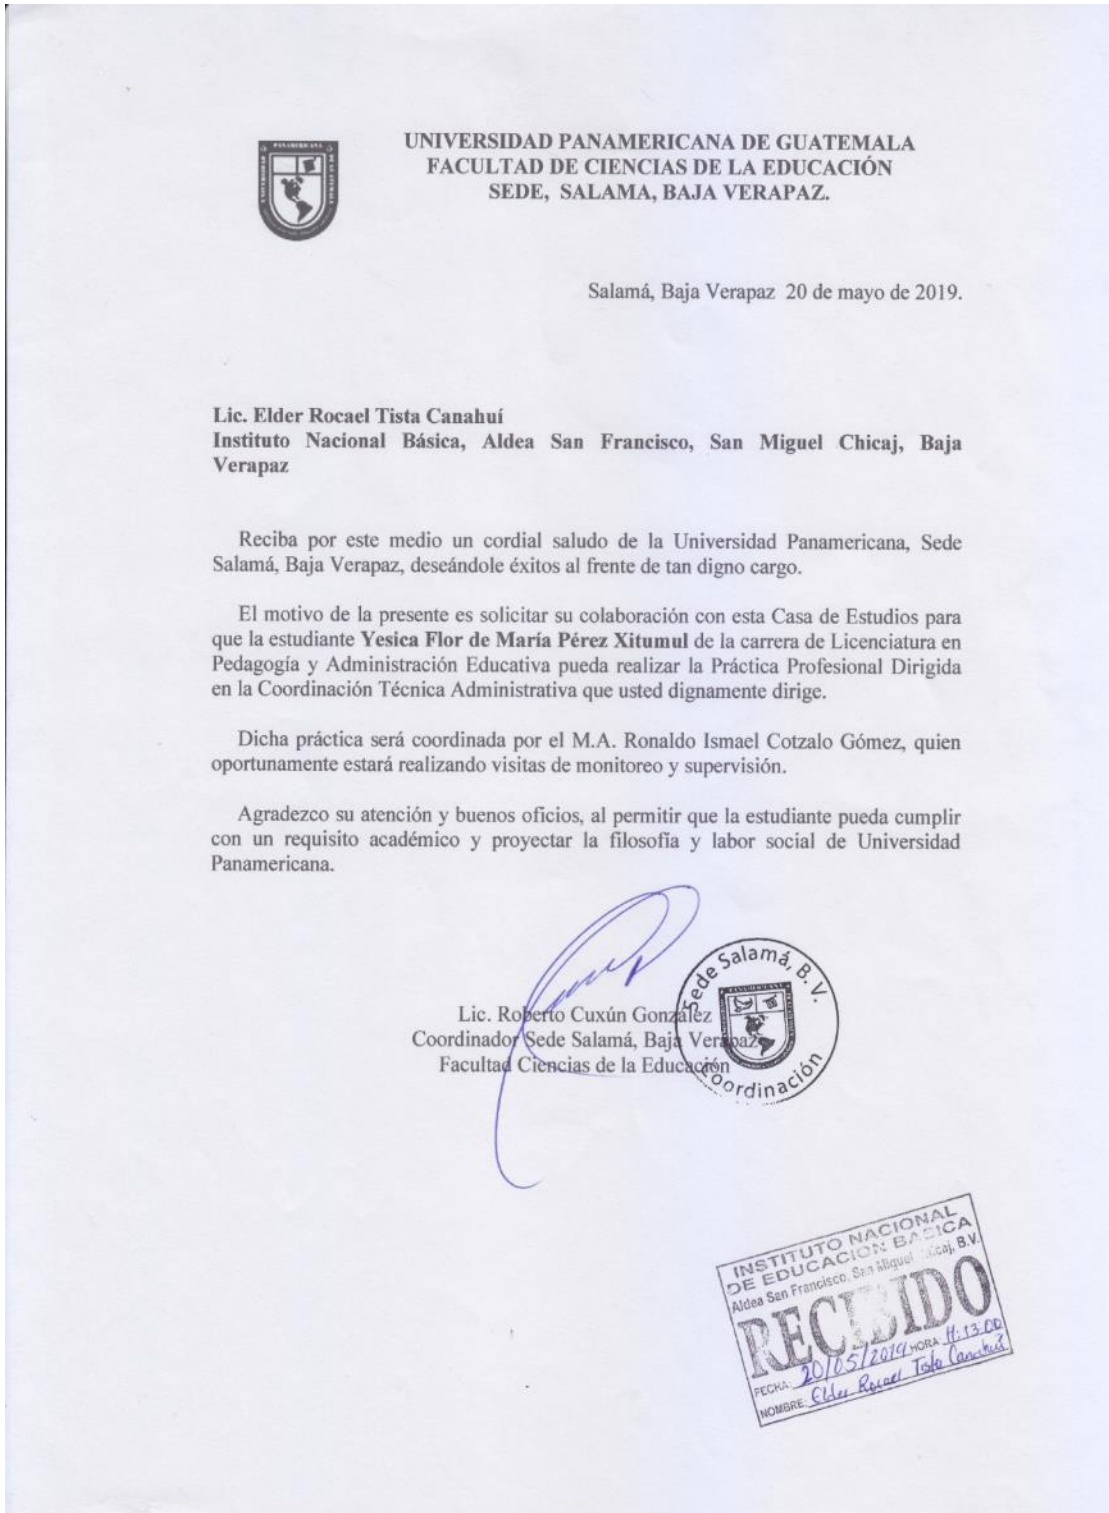 UNIVERSIDAD PANAMERICANA DE GUATEMALA
FACULTAD DE CIENCIAS DE LA EDUCACIÓN
SEDE, SALAMA, BAJA VERAPAZ.
PANAMERICANA
Salamá, Baja Verapaz 20 de mayo de 2019.
Lic. Elder Rocael Tista Canahuí
Instituto Nacional Básica, Aldea San Francisco, San Miguel Chicaj, Baja
Verapaz
Reciba por este medio un cordial saludo de la Universidad Panamericana, Sede
Salamá, Baja Verapaz, deseándole éxitos al frente de tan digno cargo.
El motivo de la presente es solicitar su colaboración con esta Casa de Estudios para
que la estudiante Yesica Flor de María Pérez Xitumul de la carrera de Licenciatura en
Pedagogía y Administración Educativa pueda realizar la Práctica Profesional Dirigida
en la Coordinación Técnica Administrativa que usted dignamente dirige.
Dicha práctica será coordinada por el M.A. Ronaldo Ismael Cotzalo Gómez, quien
oportunamente estará realizando visitas de monitoreo y supervisión.
Agradezco su atención y buenos oficios, al permitir que la estudiante pueda cumplir
con un requisito académico y proyectar la filosofía y labor social de Universidad
Panamericana.
Lic. Roberto Cuxún González
Coordinador Sede Salamá, Baja Verapaz
Facultad Ciencias de la Educación
Sede Salamá, B. V.
Coordinación
INSTITUTO NACIONAL
DE EDUCACION BASICA
Aldea San Francisco, San Miguel Chicaj, B.V.
RECIBIDO
FECHA: 20/05/2019 HORA 11:13:00
NOMBRE: Elder Rocael Tista Canahuí